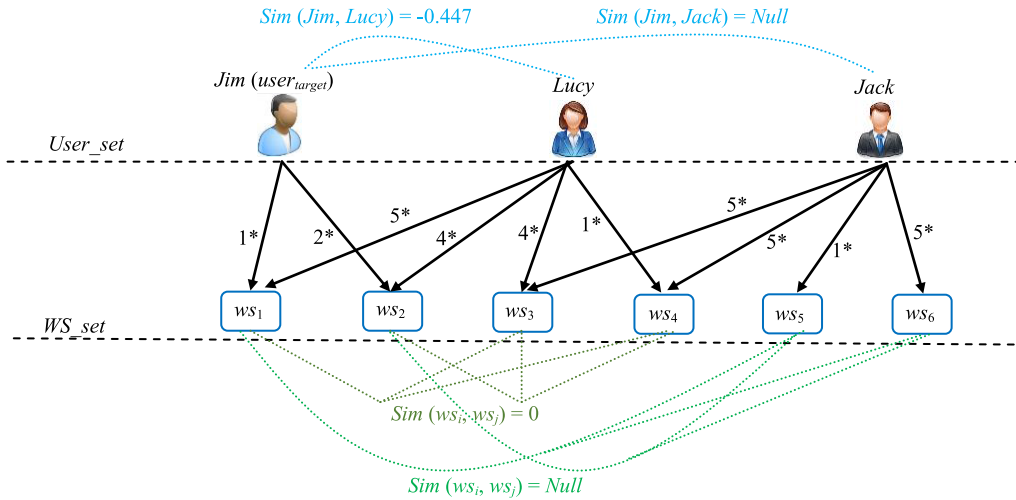 Sim (Jim, Lucy) = -0.447
Sim (Jim, Jack) = Null
Jim (user_target)
Lucy
Jack
User_set
1*
2*
5*
4*
4*
1*
5*
5*
1*
5*
ws₁
ws₂
ws₃
ws₄
ws₅
ws₆
WS_set
Sim (wsᵢ, wsⱼ) = 0
Sim (wsᵢ, wsⱼ) = Null